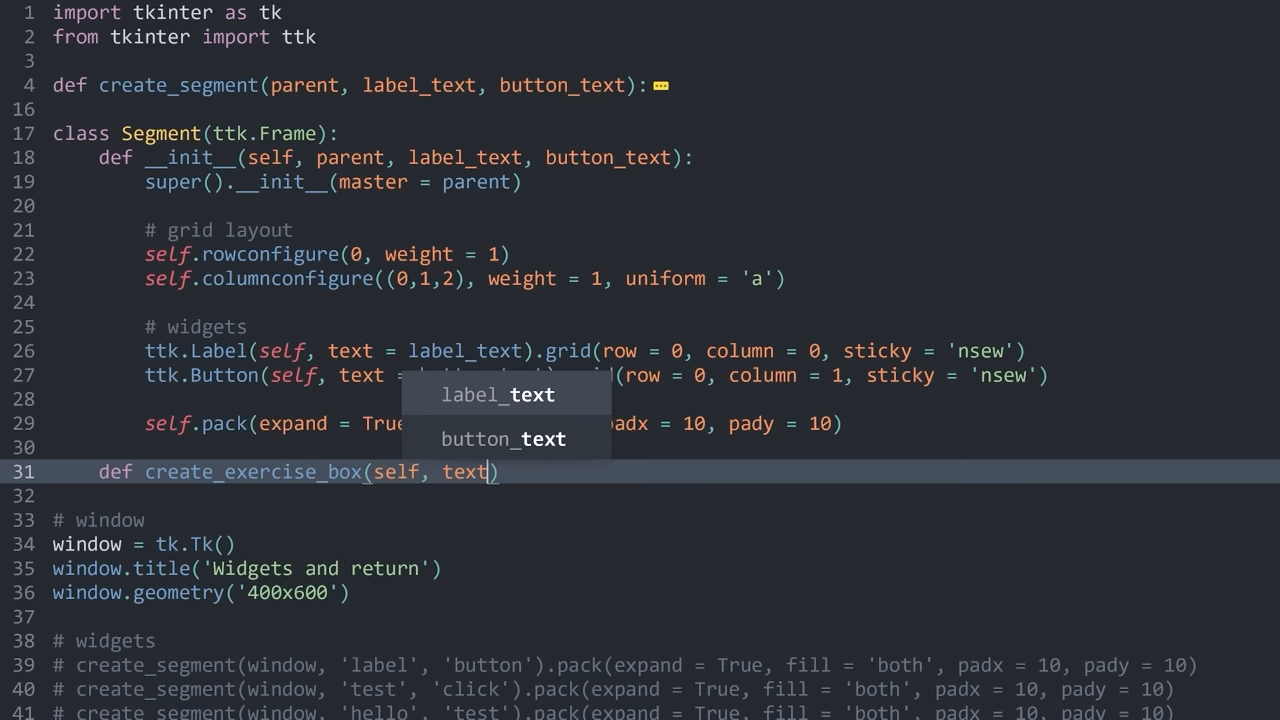 1 import tkinter as tk
2 from tkinter import ttk
3
4 def create_segment(parent, label_text, button_text):
16
17 class Segment(ttk.Frame):
18 def __init__(self, parent, label_text, button_text):
19 super().__init__(master = parent)
20
21 # grid layout
22 self.rowconfigure(0, weight = 1)
23 self.columnconfigure((0,1,2), weight = 1, uniform = 'a')
24
25 # widgets
26 ttk.Label(self, text = label_text).grid(row = 0, column = 0, sticky = 'nsew')
27 ttk.Button(self, text = (row = 0, column = 1, sticky = 'nsew')
label_text
28
29 self.pack(expand = True padx = 10, pady = 10)
button_text
30
31 def create_exercise_box(self, text)
32
33 # window
34 window = tk.Tk()
35 window.title('Widgets and return')
36 window.geometry('400x600')
37
38 # widgets
39 # create_segment(window, 'label', 'button').pack(expand = True, fill = 'both', padx = 10, pady = 10)
40 # create_segment(window, 'test', 'click').pack(expand = True, fill = 'both', padx = 10, pady = 10)
41 # create_segment(window, 'hello', 'test').pack(expand = True, fill = 'both', padx = 10, pady = 10)